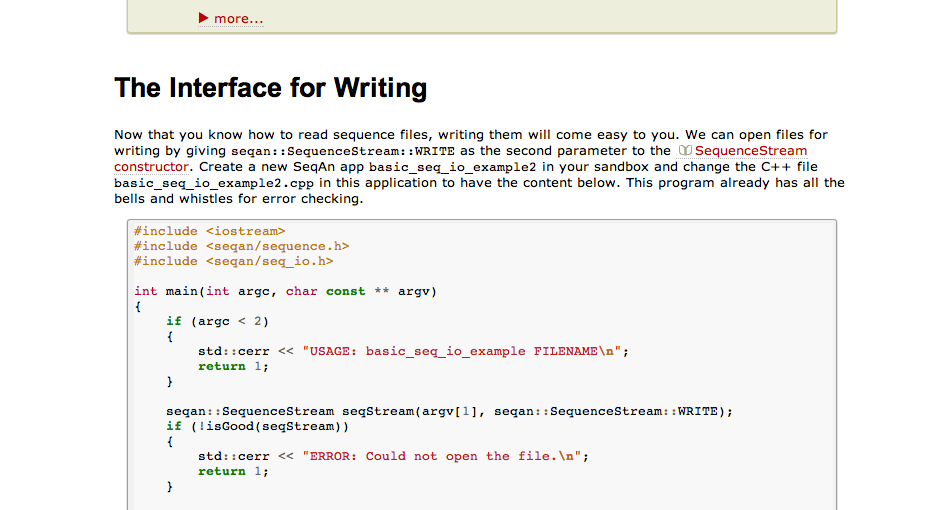 ▶ more...
The Interface for Writing
Now that you know how to read sequence files, writing them will come easy to you. We can open files for
writing by giving seqan::SequenceStream::WRITE as the second parameter to the SequenceStream
constructor. Create a new SeqAn app basic_seq_io_example2 in your sandbox and change the C++ file
basic_seq_io_example2.cpp in this application to have the content below. This program already has all the
bells and whistles for error checking.
#include <iostream>
#include <seqan/sequence.h>
#include <seqan/seq_io.h>
int main(int argc, char const ** argv)
{
    if (argc < 2)
    {
        std::cerr << "USAGE: basic_seq_io_example FILENAME\n";
        return 1;
    }
    seqan::SequenceStream seqStream(argv[1], seqan::SequenceStream::WRITE);
    if (!isGood(seqStream))
    {
        std::cerr << "ERROR: Could not open the file.\n";
        return 1;
    }